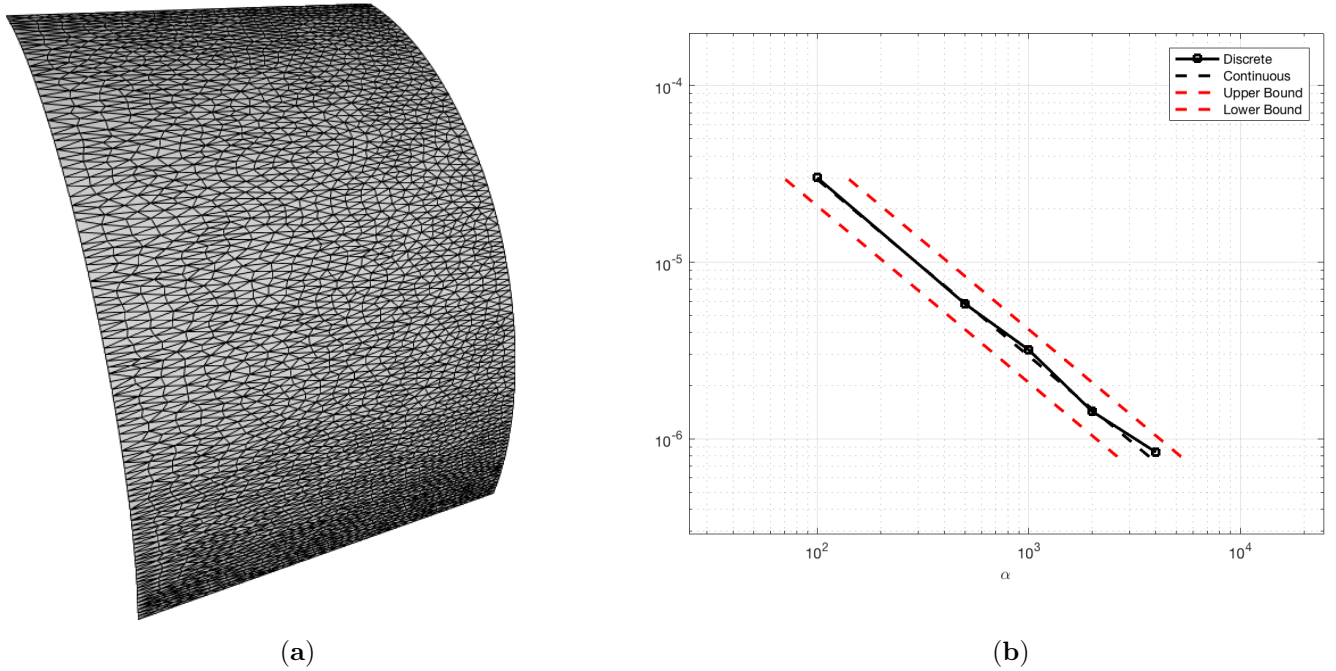 Discrete
Continuous
Upper Bound
Lower Bound
10^-4
10^-5
10^-6
10^2
10^3
10^4
α
(a)
(b)